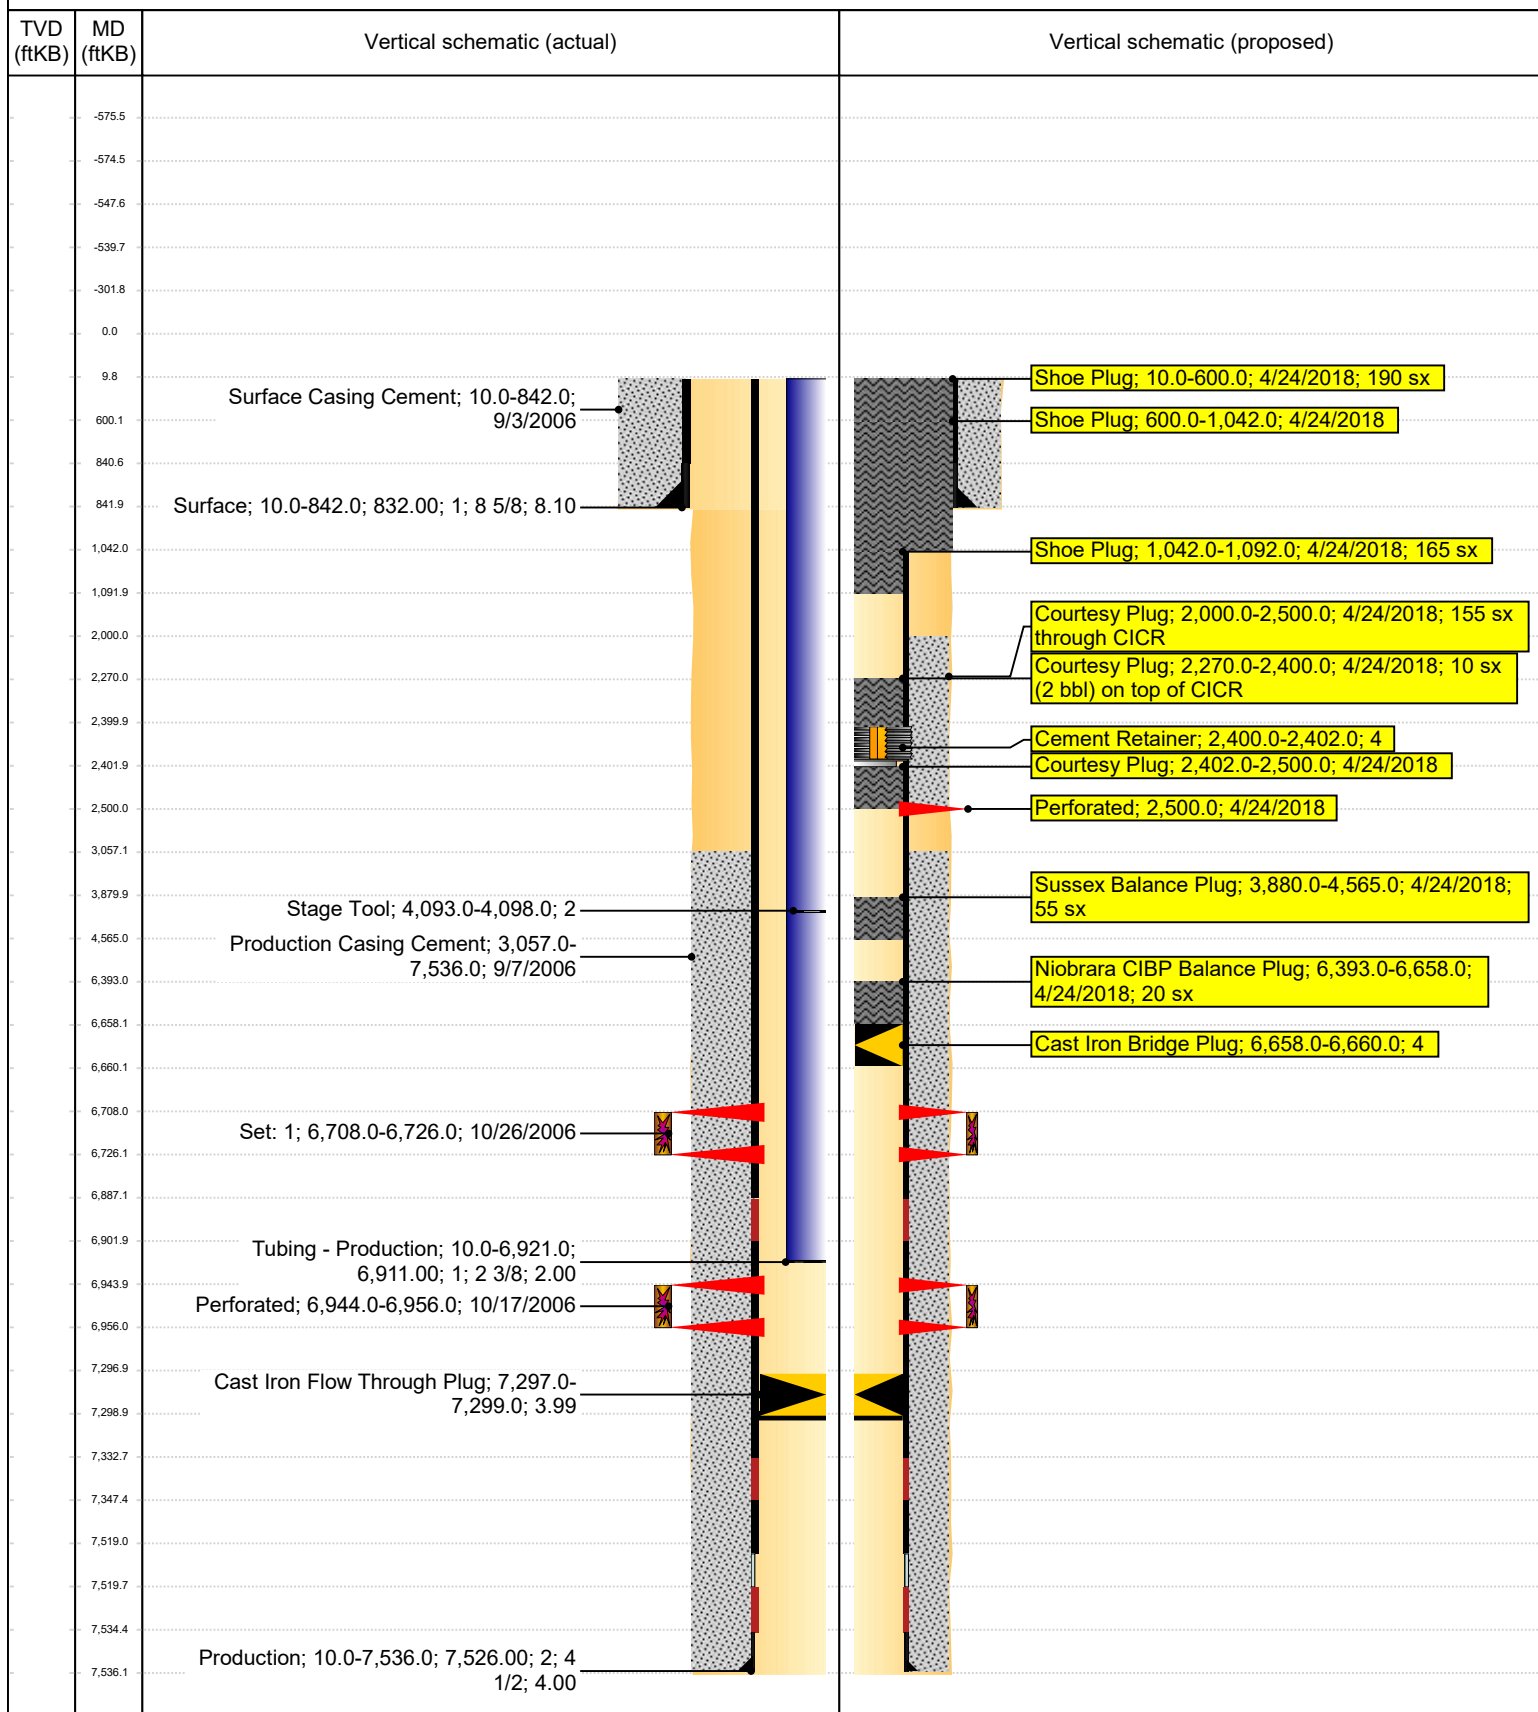 TVD
(ftKB)
MD
(ftKB)
Vertical schematic (actual)
Vertical schematic (proposed)
-575.5
-574.5
-547.6
-539.7
-301.8
0.0
9.8
600.1
840.6
841.9
1,042.0
1,091.9
2,000.0
2,270.0
2,399.9
2,401.9
2,500.0
3,057.1
3,879.9
4,565.0
6,393.0
6,658.1
6,660.1
6,708.0
6,726.1
6,887.1
6,901.9
6,943.9
6,956.0
7,296.9
7,298.9
7,332.7
7,347.4
7,519.0
7,519.7
7,534.4
7,536.1
Surface Casing Cement; 10.0-842.0;
9/3/2006
Surface; 10.0-842.0; 832.00; 1; 8 5/8; 8.10
Stage Tool; 4,093.0-4,098.0; 2
Production Casing Cement; 3,057.0-
7,536.0; 9/7/2006
Set: 1; 6,708.0-6,726.0; 10/26/2006
Tubing - Production; 10.0-6,921.0;
6,911.00; 1; 2 3/8; 2.00
Perforated; 6,944.0-6,956.0; 10/17/2006
Cast Iron Flow Through Plug; 7,297.0-
7,299.0; 3.99
Production; 10.0-7,536.0; 7,526.00; 2; 4
1/2; 4.00
Shoe Plug; 10.0-600.0; 4/24/2018; 190 sx
Shoe Plug; 600.0-1,042.0; 4/24/2018
Shoe Plug; 1,042.0-1,092.0; 4/24/2018; 165 sx
Courtesy Plug; 2,000.0-2,500.0; 4/24/2018; 155 sx
through CICR
Courtesy Plug; 2,270.0-2,400.0; 4/24/2018; 10 sx
(2 bbl) on top of CICR
Cement Retainer; 2,400.0-2,402.0; 4
Courtesy Plug; 2,402.0-2,500.0; 4/24/2018
Perforated; 2,500.0; 4/24/2018
Sussex Balance Plug; 3,880.0-4,565.0; 4/24/2018;
55 sx
Niobrara CIBP Balance Plug; 6,393.0-6,658.0;
4/24/2018; 20 sx
Cast Iron Bridge Plug; 6,658.0-6,660.0; 4